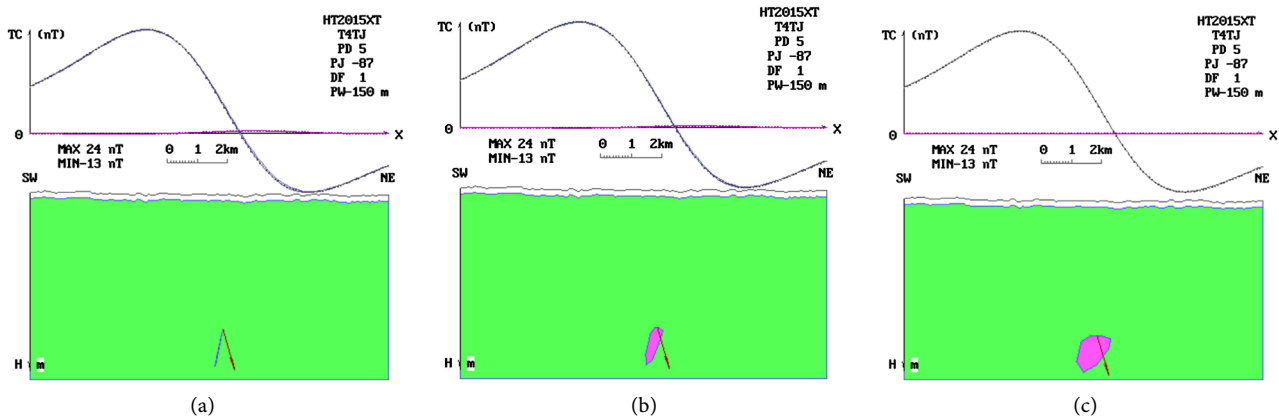 TC (nT)
HT2015XT
T4TJ
PD 5
PJ -87
DF 1
PW-150 m
0
X
MAX 24 nT
MIN-13 nT
0 1 2km
SW
NE
H m
(a)
TC (nT)
HT2015XT
T4TJ
PD 5
PJ -87
DF 1
PW-150 m
0
X
MAX 24 nT
MIN-13 nT
0 1 2km
SW
NE
H m
(b)
TC (nT)
HT2015XT
T4TJ
PD 5
PJ -87
DF 1
PW-150 m
0
X
MAX 24 nT
MIN-13 nT
0 1 2km
SW
NE
H m
(c)